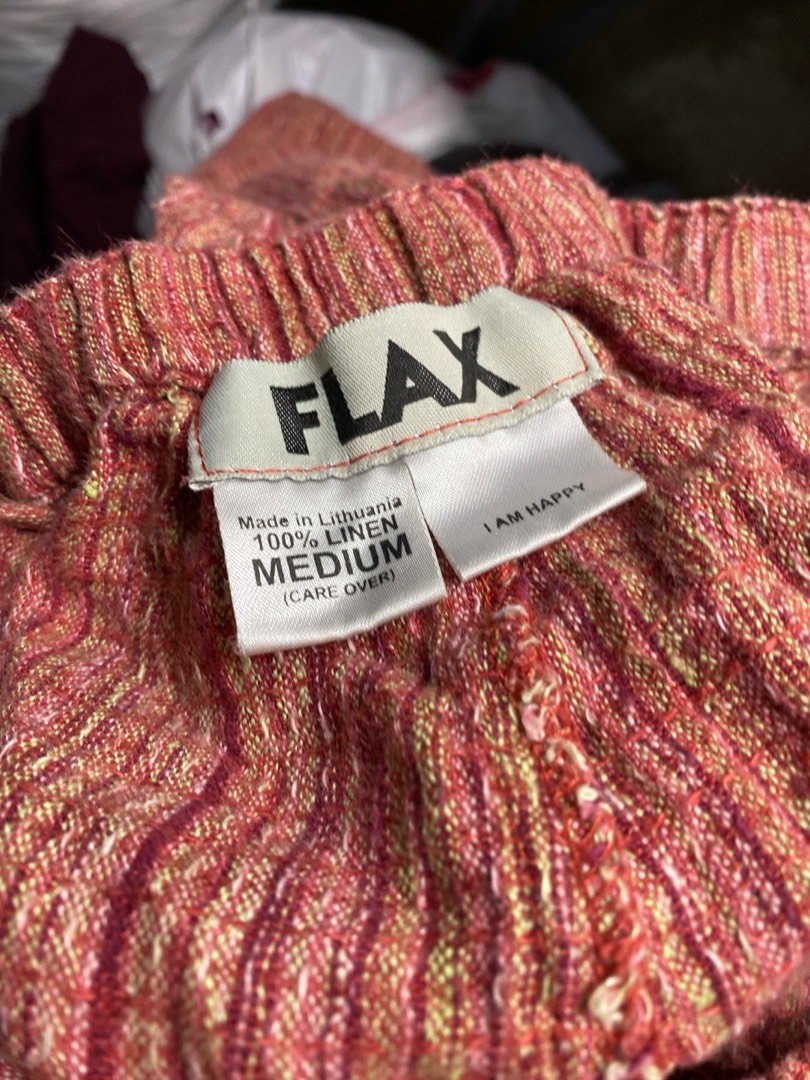 FLAX
Made in Lithuania
100% LINEN
MEDIUM
(CARE OVER)
I AM HAPPY